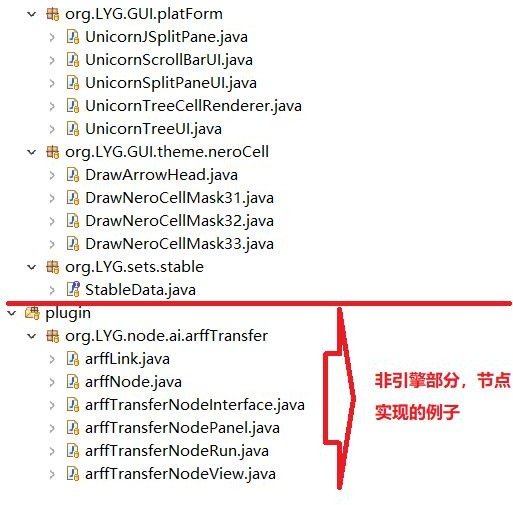 org.LYG.GUI.platForm
UnicornJSplitPane.java
UnicornScrollBarUI.java
UnicornSplitPaneUI.java
UnicornTreeCellRenderer.java
UnicornTreeUI.java
org.LYG.GUI.theme.neroCell
DrawArrowHead.java
DrawNeroCellMask31.java
DrawNeroCellMask32.java
DrawNeroCellMask33.java
org.LYG.sets.stable
StableData.java
plugin
org.LYG.node.ai.arffTransfer
arffLink.java
arffNode.java
arffTransferNodeInterface.java
arffTransferNodePanel.java
arffTransferNodeRun.java
arffTransferNodeView.java
非引擎部分，节点
实现的例子